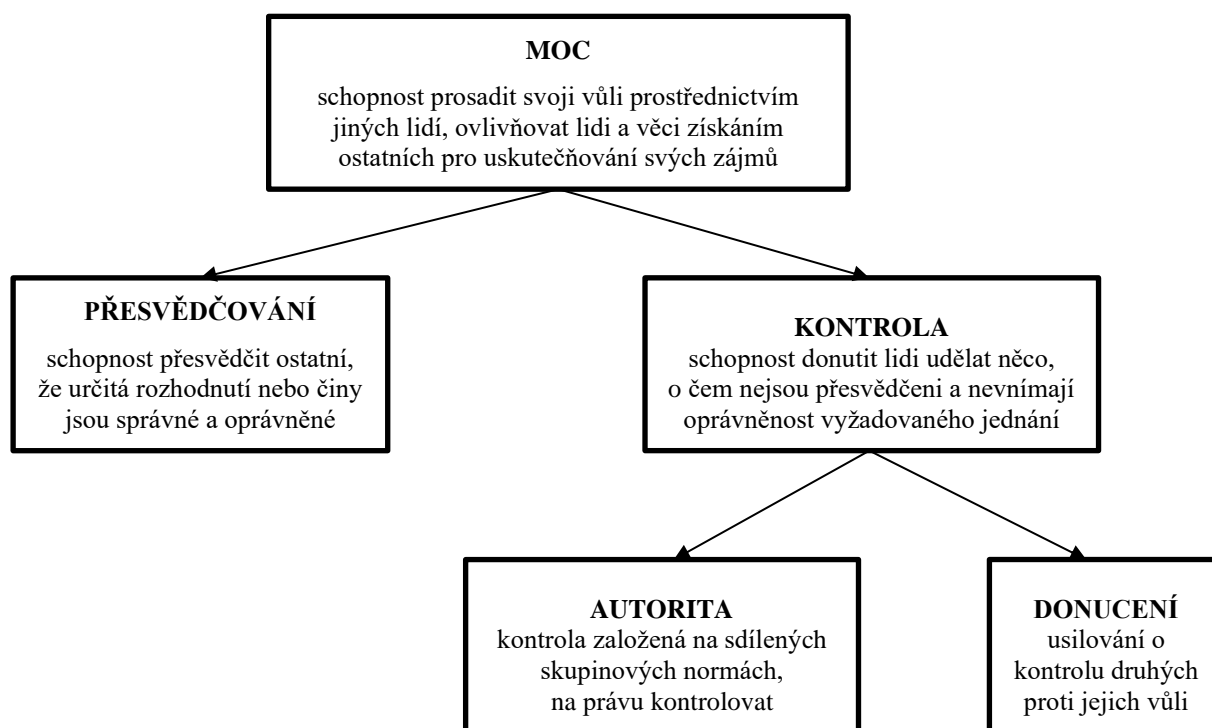 MOC
schopnost prosadit svoji vůli prostřednictvím
jiných lidí, ovlivňovat lidi a věci získáním
ostatních pro uskutečňování svých zájmů
PŘESVĚDČOVÁNÍ
schopnost přesvědčit ostatní,
že určitá rozhodnutí nebo činy
jsou správné a oprávněné
KONTROLA
schopnost donutit lidi udělat něco,
o čem nejsou přesvědčeni a nevnímají
oprávněnost vyžadovaného jednání
AUTORITA
kontrola založená na sdílených
skupinových normách,
na právu kontrolovat
DONUCENÍ
usilování o
kontrolu druhých
proti jejich vůli